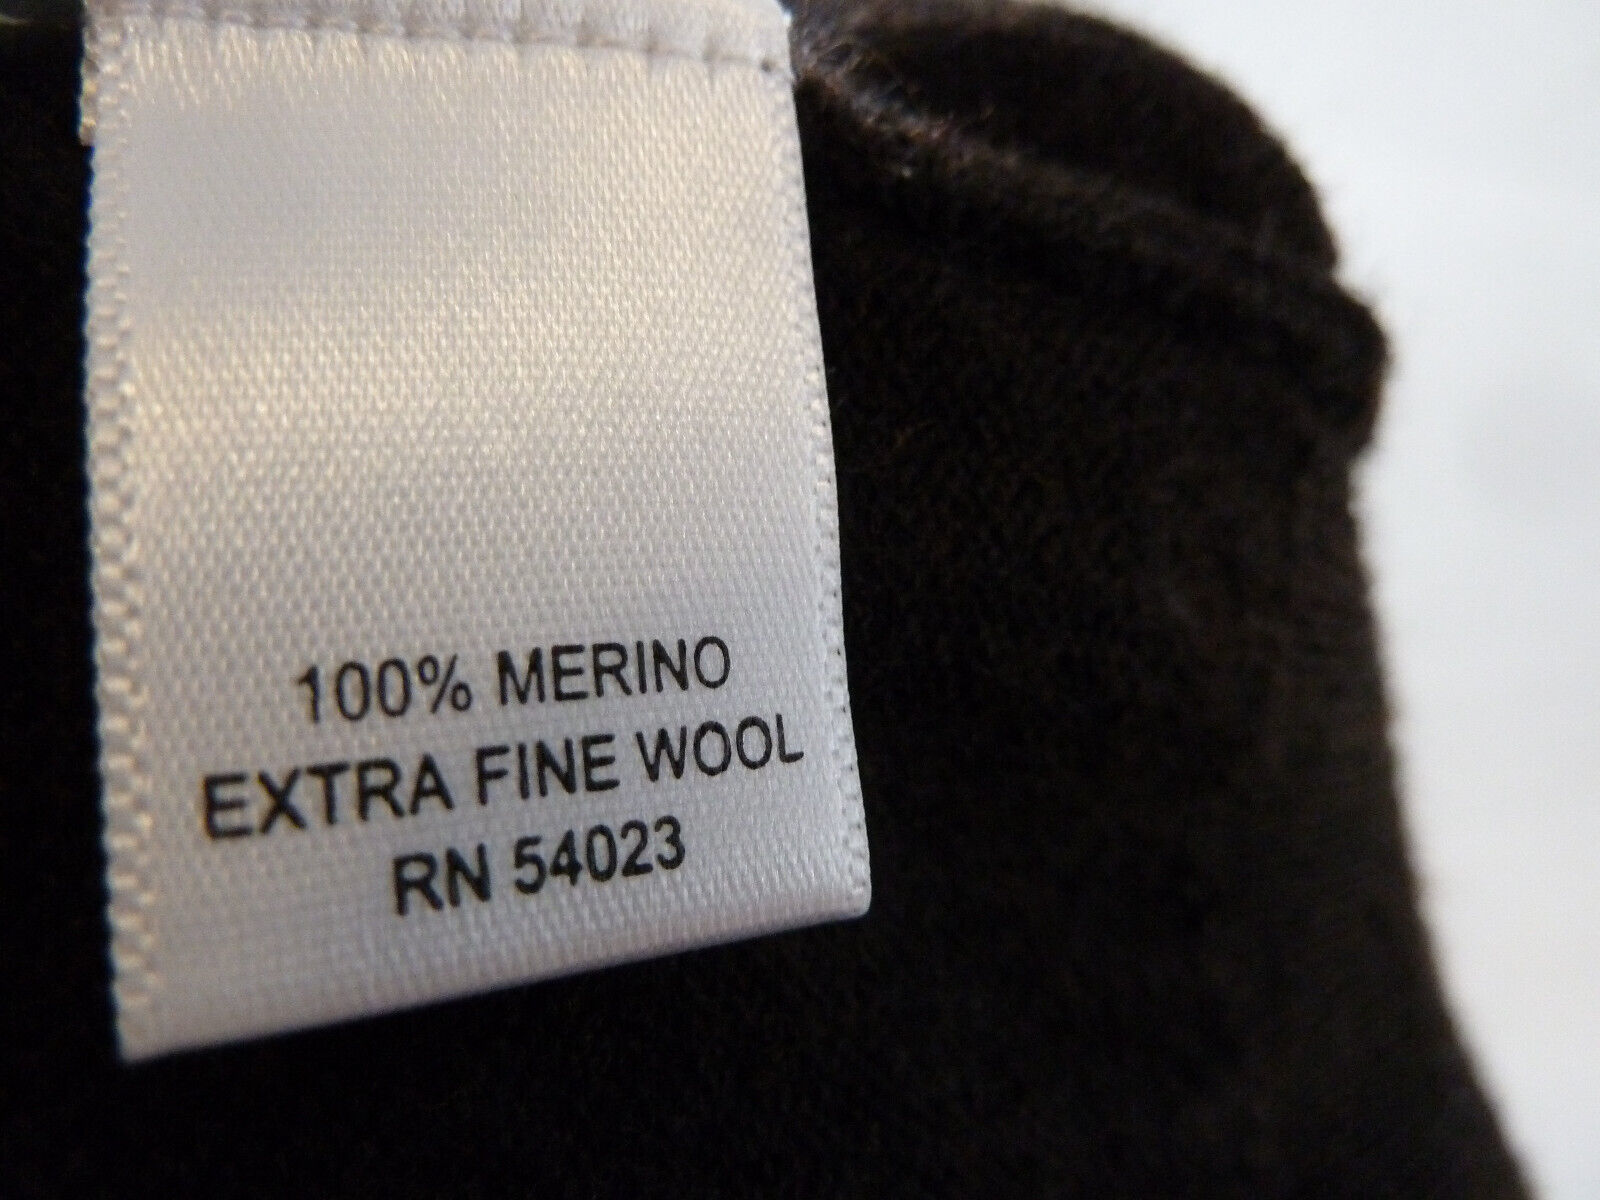 100% MERINO
EXTRA FINE WOOL
RN 54023